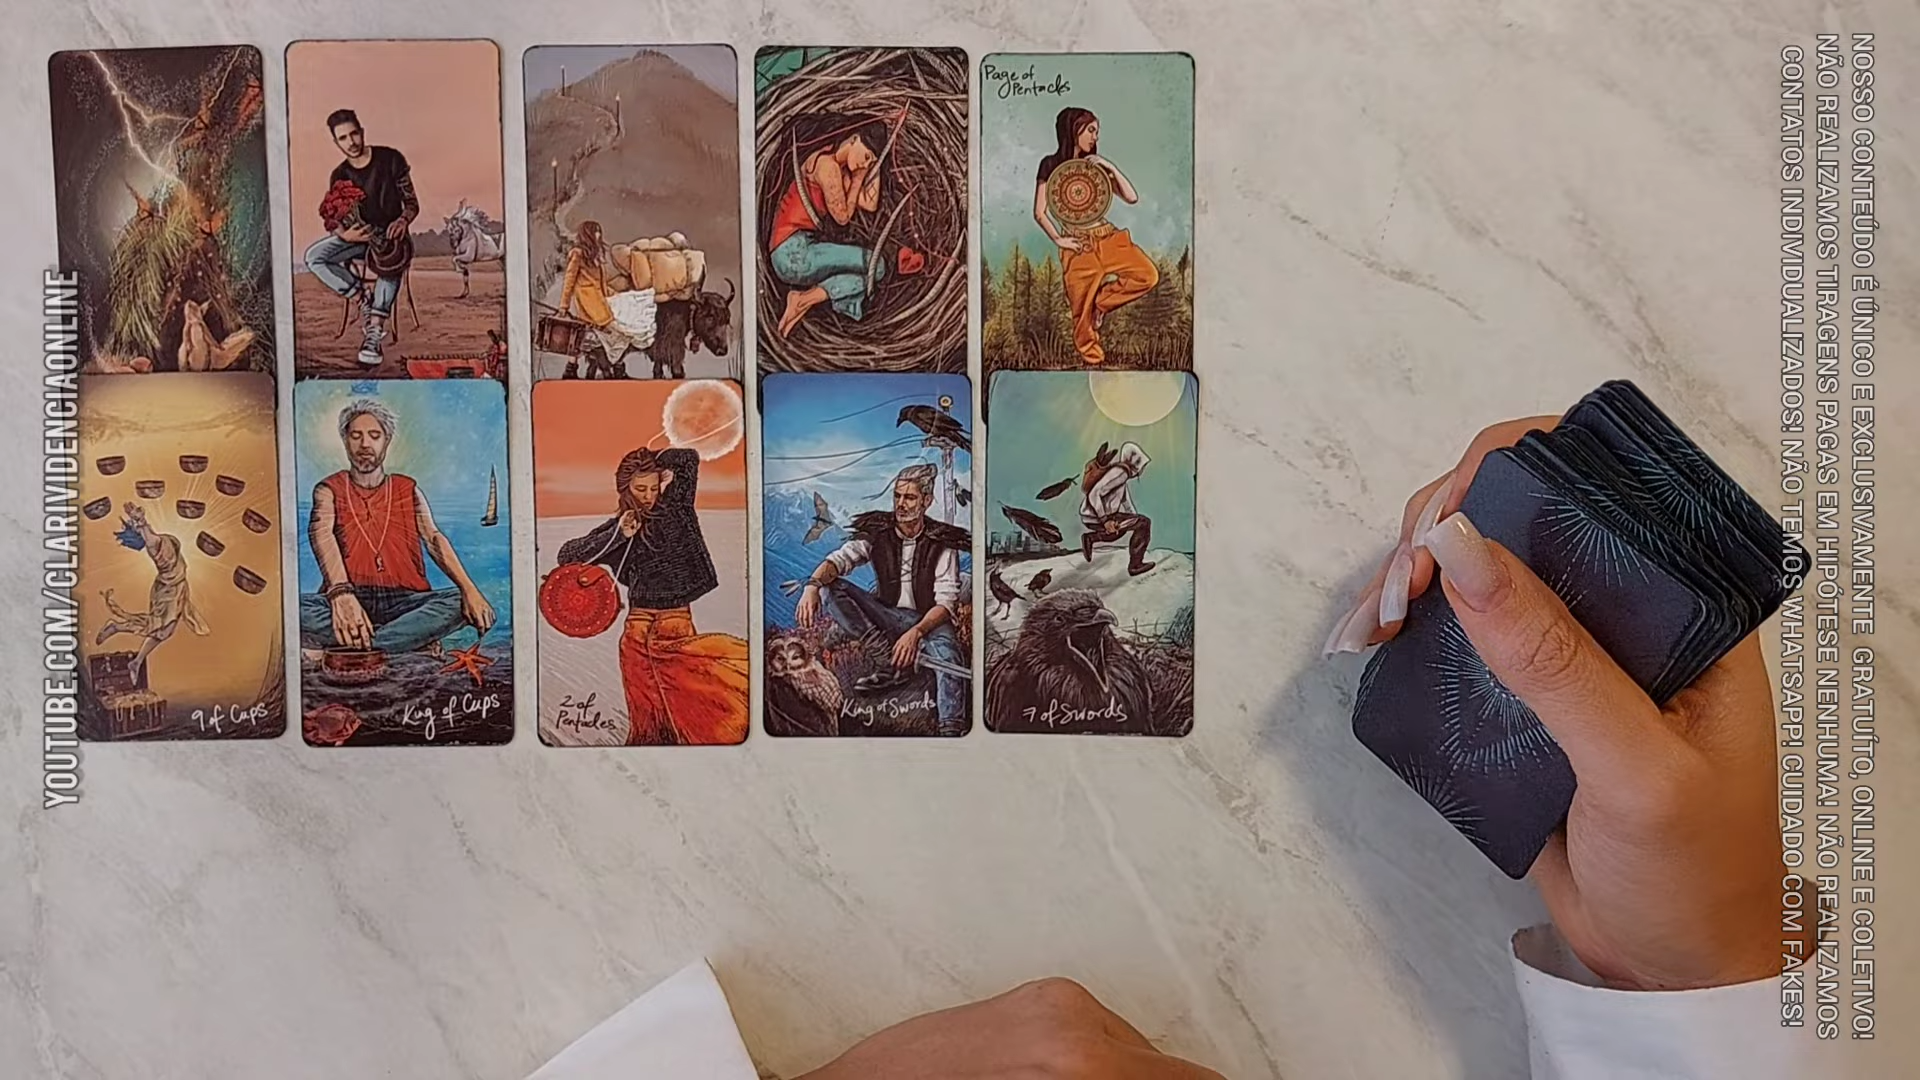 YOUTUBE.COM/CLARIVIDENCIAONLINE
Page of
Pentacles
9 of Cups
King of Cups
2 of
Pentacles
King of Swords
7 of Swords
NOSSO CONTEÚDO É ÚNICO E EXCLUSIVAMENTE GRATUÍTO, ONLINE E COLETIVO!
NÃO REALIZAMOS TIRAGENS PAGAS EM HIPÓTESE NENHUMA! NÃO REALIZAMOS
CONTATOS INDIVIDUALIZADOS! NÃO TEMOS WHATSAPP! CUIDADO COM FAKES!